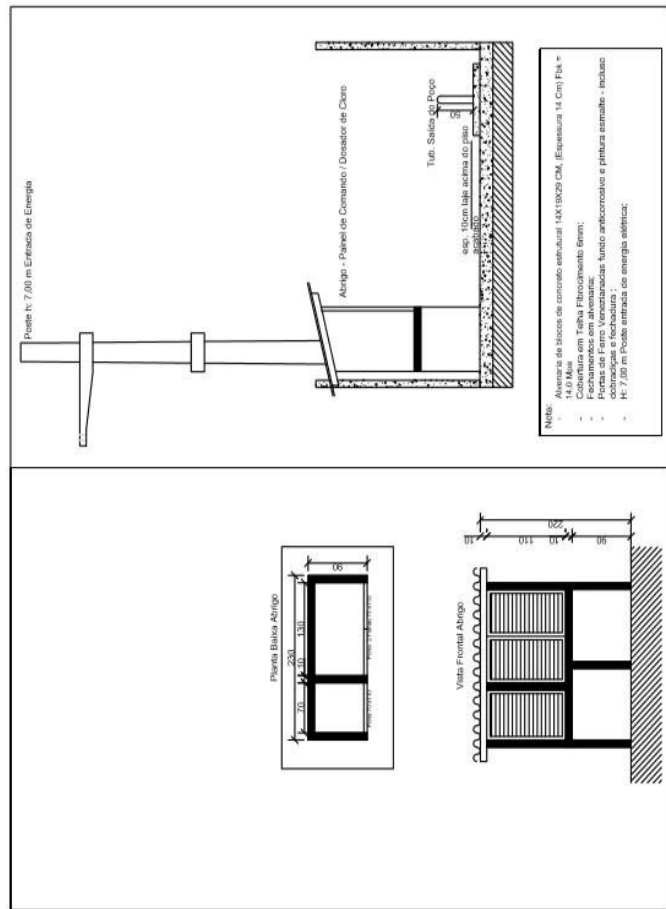 Poste h: 7,00 m Entrada de Energia
Abrigo - Painel de Comando / Dosador de Cloro
Tub. Saída do Poço
50
esp. 10cm laje acima do piso
acabado
Nota:
- Alvenaria de blocos de concreto estrutural 14X19X29 CM, (Espessura 14 Cm) Fbk =
14.0 Mpa
- Cobertura em Telha Fibrocimento 6mm;
- Fechamentos em alvenaria;
- Portas de Ferro Venezianadas fundo anticorrosivo e pintura esmalte - incluso
dobradiças e fechadura ;
- H: 7,00 m Poste entrada de energia elétrica;
Planta Baixa Abrigo
230
70
10
130
90
Vista Frontal Abrigo
10
110
10
90
220